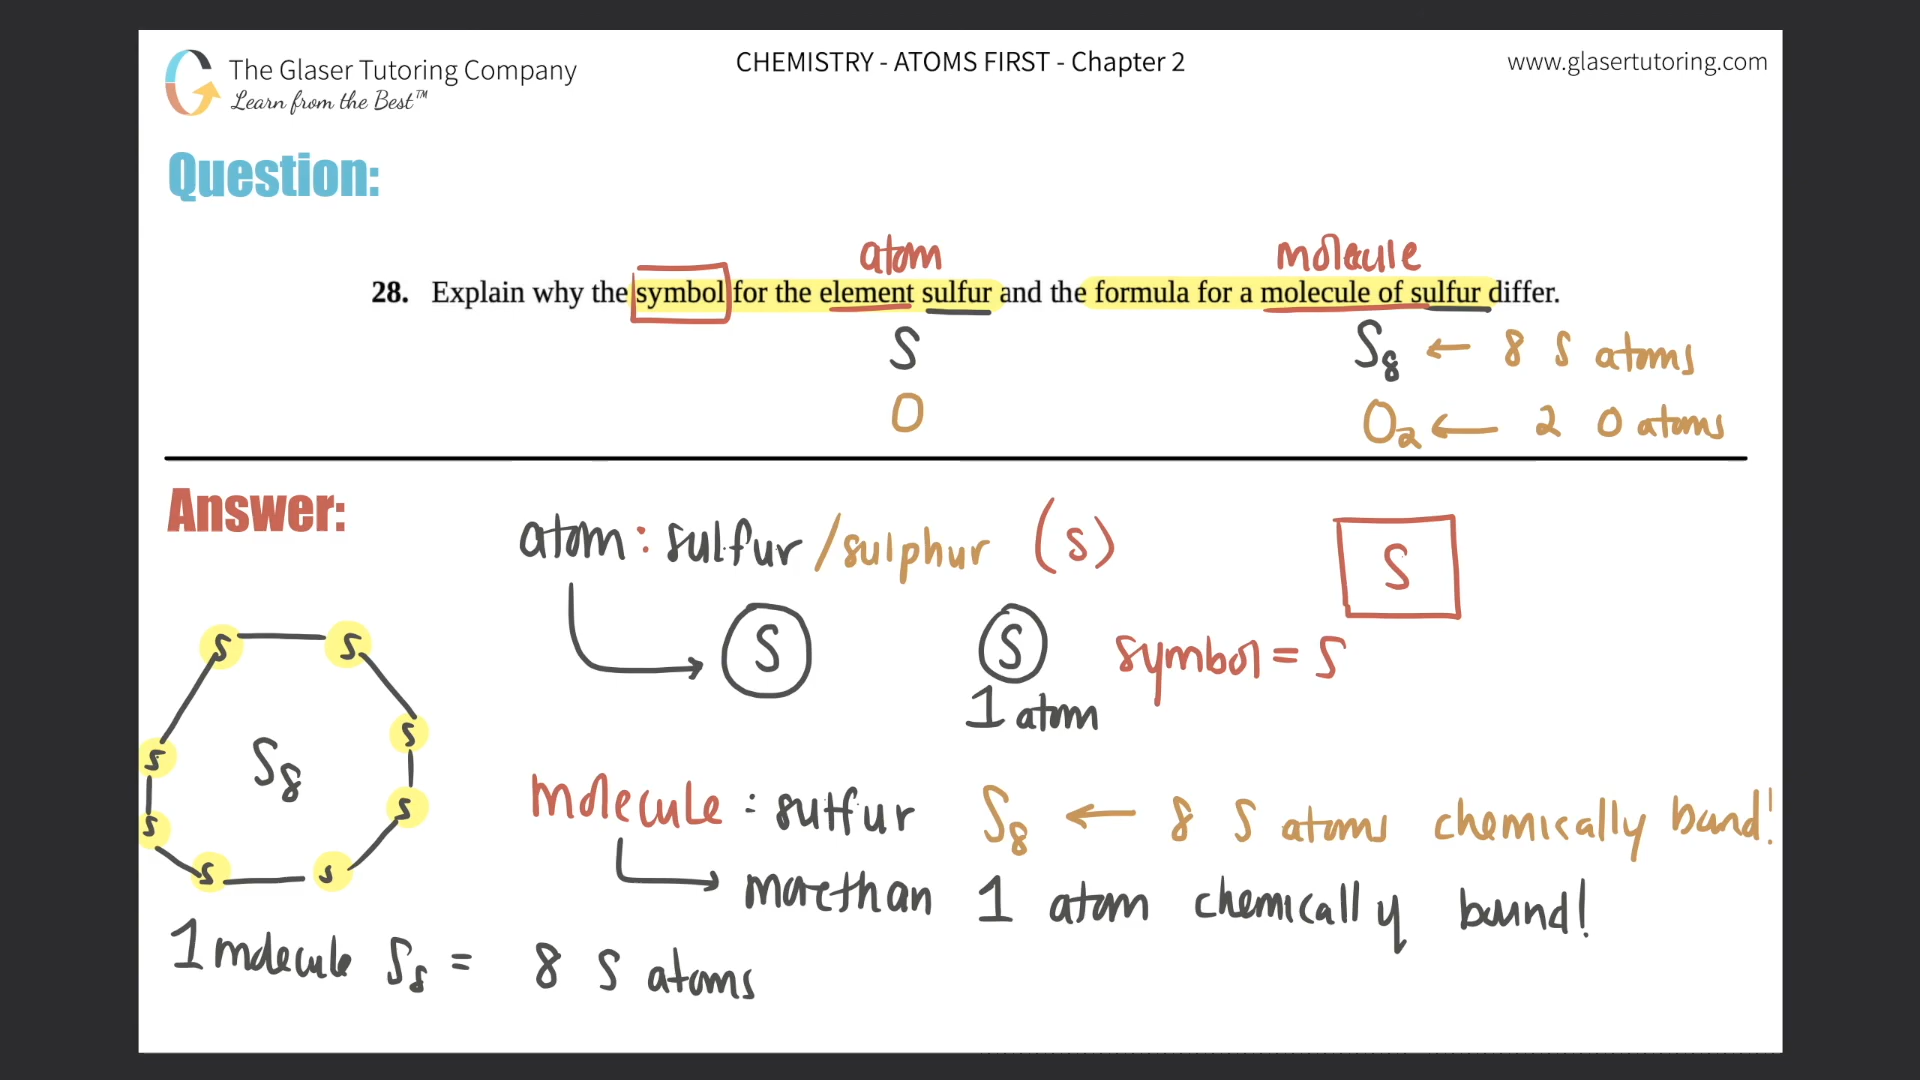 The Glaser Tutoring Company
Learn from the Best™
CHEMISTRY - ATOMS FIRST - Chapter 2
www.glasertutoring.com
Question:
atom molecule
28. Explain why the symbol for the element sulfur and the formula for a molecule of sulfur differ.
S S8 ← 8 S atoms
O O2 ← 2 O atoms
Answer:
atom : sulfur / sulphur (s)
S
S S symbol = S
1 atom
S S
S
S
S
S
S S
S8
molecule : sulfur S8 ← 8 S atoms chemically bound!
more than 1 atom chemically bound!
1 molecule S8 = 8 S atoms